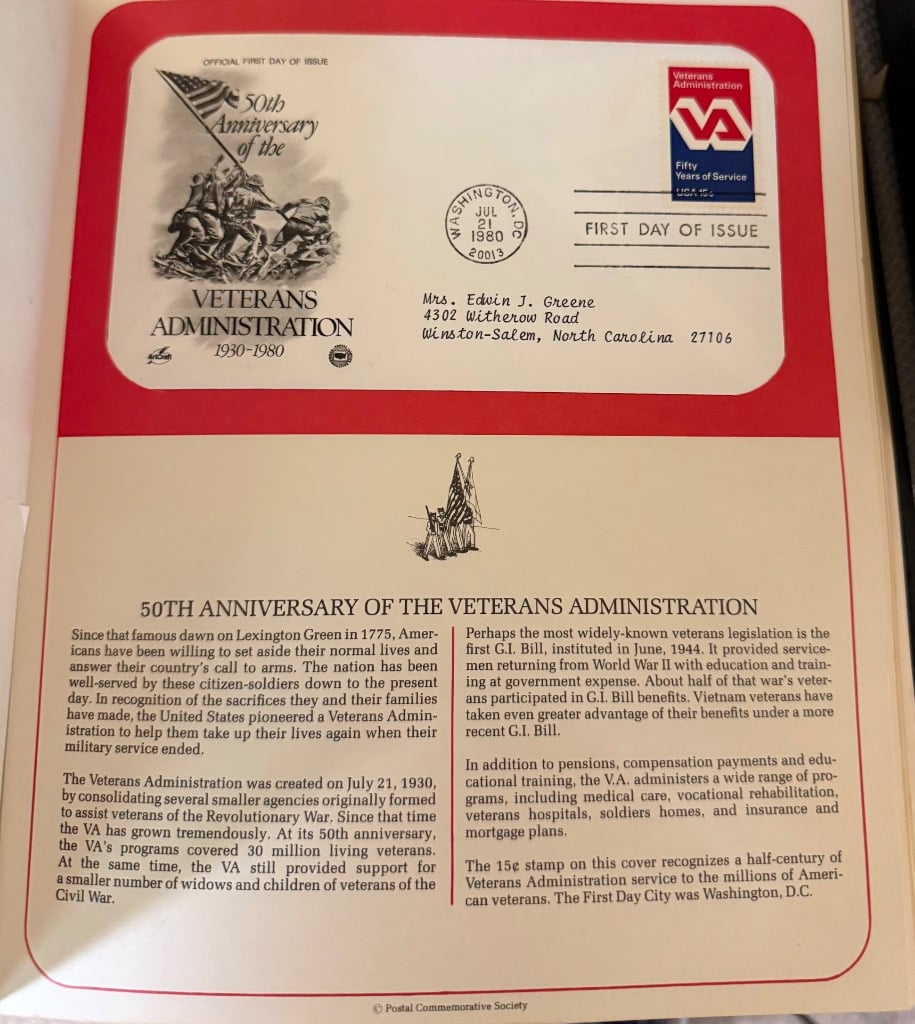 OFFICIAL FIRST DAY OF ISSUE
50th
Anniversary
of the
VETERANS
ADMINISTRATION
1930-1980
ArtCraft
Veterans
Administration
VA
Fifty
Years of Service
USA 15c
WASHINGTON, DC
JUL
21
1980
20013
FIRST DAY OF ISSUE
Mrs. Edwin J. Greene
4302 Witherow Road
Winston-Salem, North Carolina 27106
50TH ANNIVERSARY OF THE VETERANS ADMINISTRATION
Since that famous dawn on Lexington Green in 1775, Amer-
icans have been willing to set aside their normal lives and
answer their country's call to arms. The nation has been
well-served by these citizen-soldiers down to the present
day. In recognition of the sacrifices they and their families
have made, the United States pioneered a Veterans Admin-
istration to help them take up their lives again when their
military service ended.
The Veterans Administration was created on July 21, 1930,
by consolidating several smaller agencies originally formed
to assist veterans of the Revolutionary War. Since that time
the VA has grown tremendously. At its 50th anniversary,
the VA's programs covered 30 million living veterans.
At the same time, the VA still provided support for
a smaller number of widows and children of veterans of the
Civil War.
Perhaps the most widely-known veterans legislation is the
first G.I. Bill, instituted in June, 1944. It provided service-
men returning from World War II with education and train-
ing at government expense. About half of that war's veter-
ans participated in G.I. Bill benefits. Vietnam veterans have
taken even greater advantage of their benefits under a more
recent G.I. Bill.
In addition to pensions, compensation payments and edu-
cational training, the V.A. administers a wide range of pro-
grams, including medical care, vocational rehabilitation,
veterans hospitals, soldiers homes, and insurance and
mortgage plans.
The 15¢ stamp on this cover recognizes a half-century of
Veterans Administration service to the millions of Ameri-
can veterans. The First Day City was Washington, D.C.
© Postal Commemorative Society